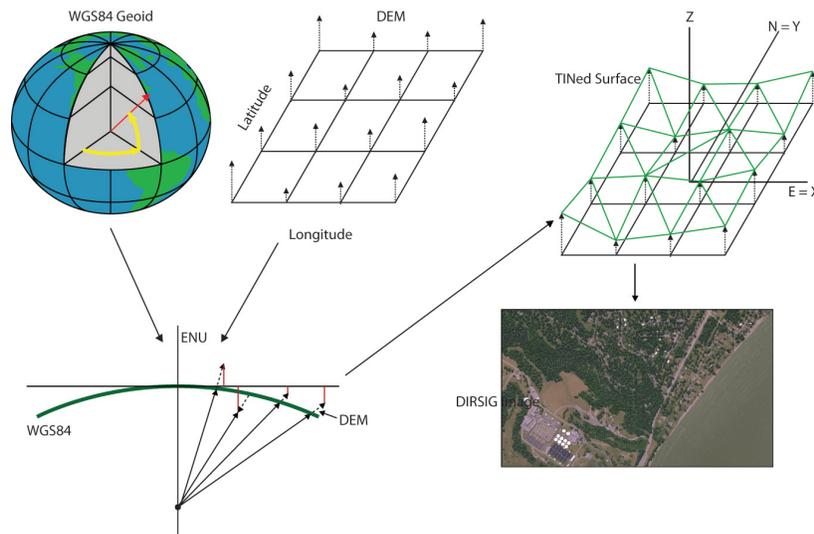 WGS84 Geoid
DEM
Latitude
Longitude
Z
N = Y
TINed Surface
E = X
ENU
WGS84
DEM
DIRSIG Image